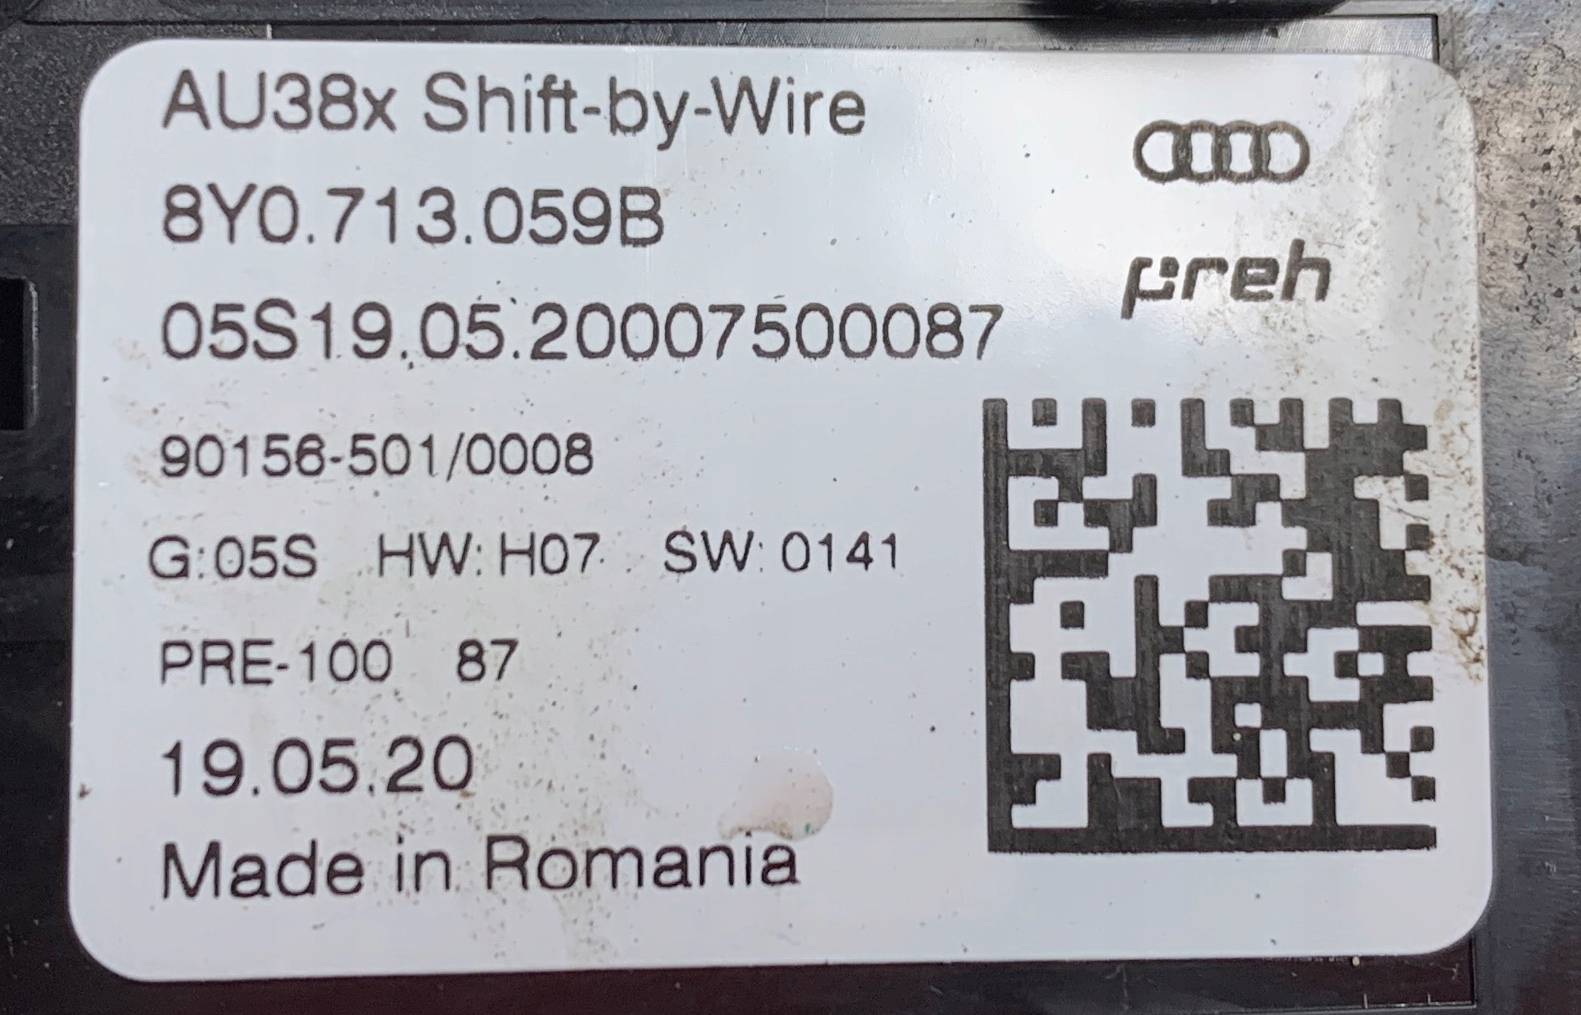 AU38x Shift-by-Wire
8Y0.713.059B
preh
05S19.05.20007500087
90156-501/0008
G:05S HW: H07 SW: 0141
PRE-100 87
19.05.20
Made in Romania